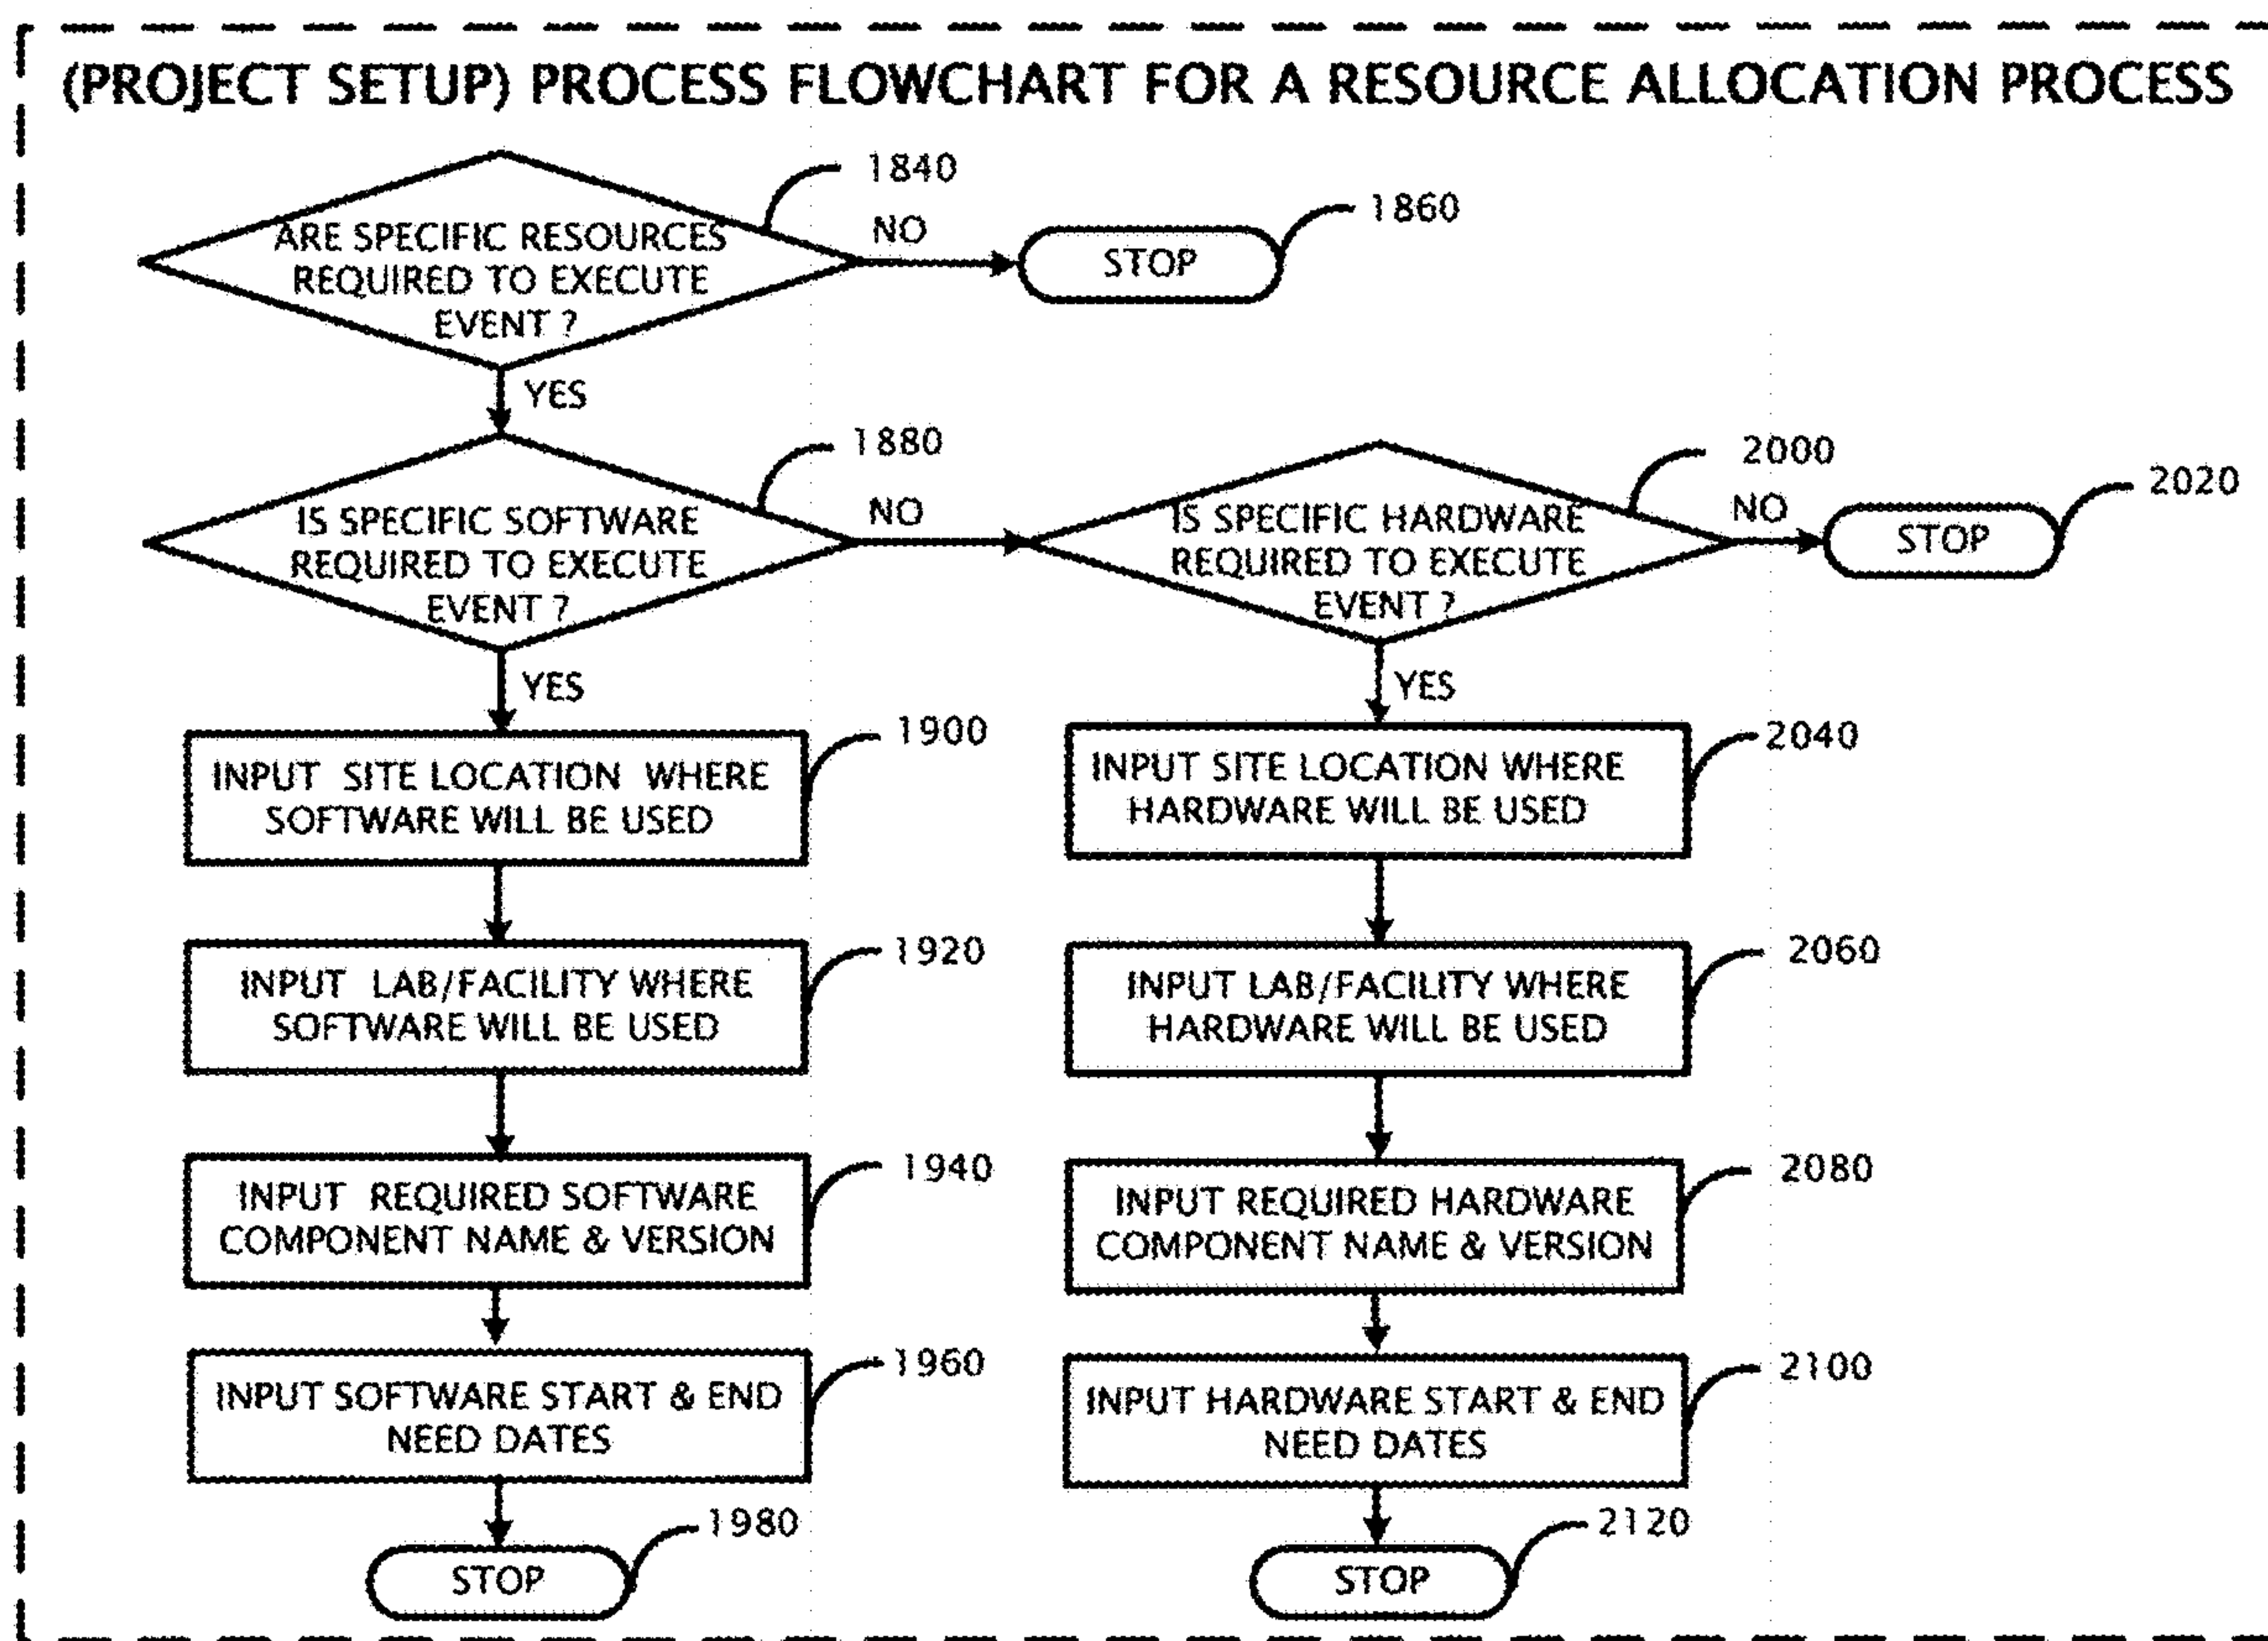 (PROJECT SETUP) PROCESS FLOWCHART FOR A RESOURCE ALLOCATION PROCESS
1840
ARE SPECIFIC RESOURCES
REQUIRED TO EXECUTE
EVENT ?
NO
STOP
1860
YES
1880
IS SPECIFIC SOFTWARE
REQUIRED TO EXECUTE
EVENT ?
NO
2000
IS SPECIFIC HARDWARE
REQUIRED TO EXECUTE
EVENT ?
NO
STOP
2020
YES
INPUT SITE LOCATION WHERE
SOFTWARE WILL BE USED
1900
INPUT LAB/FACILITY WHERE
SOFTWARE WILL BE USED
1920
INPUT REQUIRED SOFTWARE
COMPONENT NAME & VERSION
1940
INPUT SOFTWARE START & END
NEED DATES
1960
STOP
1980
YES
INPUT SITE LOCATION WHERE
HARDWARE WILL BE USED
2040
INPUT LAB/FACILITY WHERE
HARDWARE WILL BE USED
2060
INPUT REQUIRED HARDWARE
COMPONENT NAME & VERSION
2080
INPUT HARDWARE START & END
NEED DATES
2100
STOP
2120